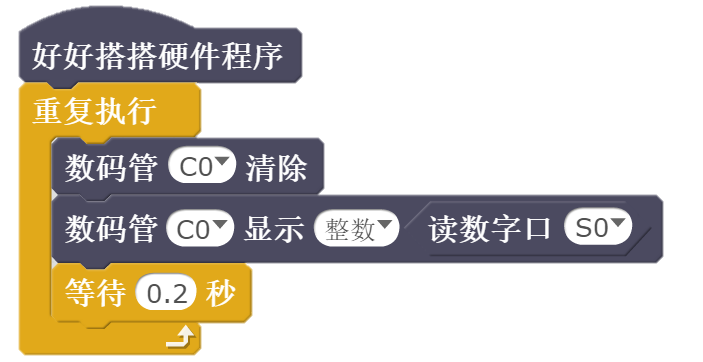 好好搭搭硬件程序
重复执行
数码管 C0 清除
数码管 C0 显示 整数 读数字口 S0
等待 0.2 秒